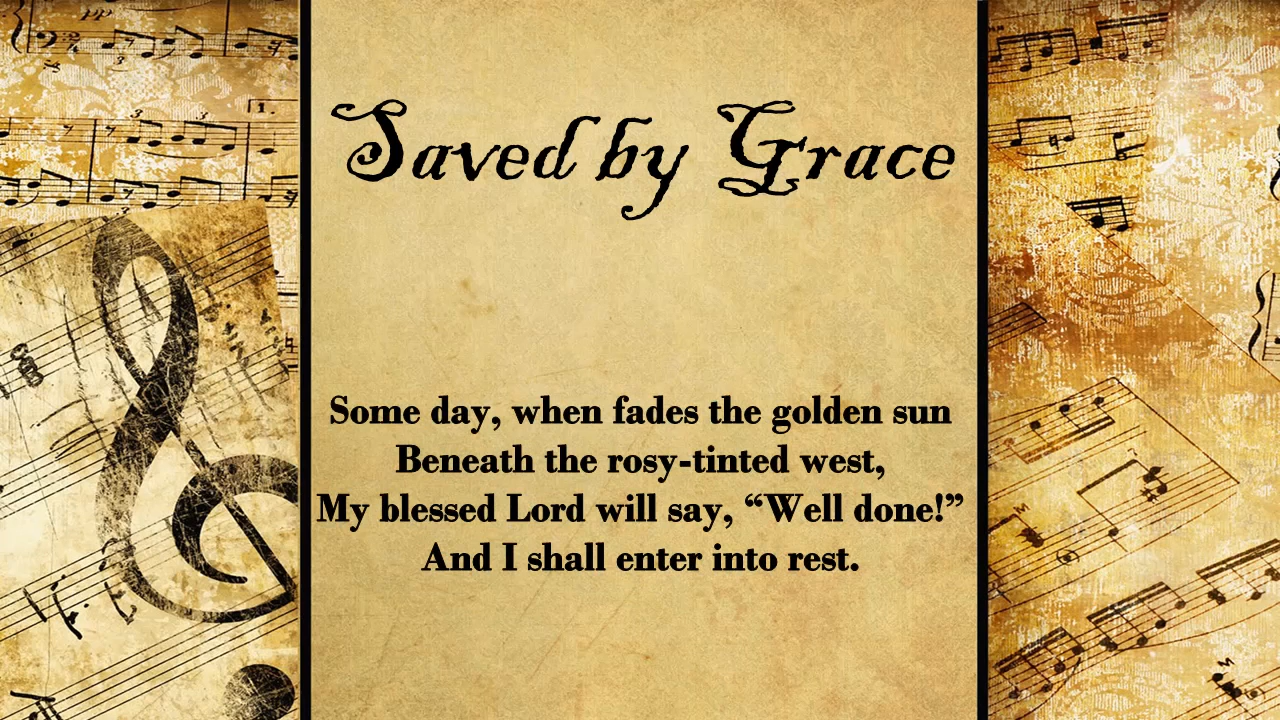 Saved by Grace
Some day, when fades the golden sun
Beneath the rosy-tinted west,
My blessed Lord will say, “Well done!”
And I shall enter into rest.